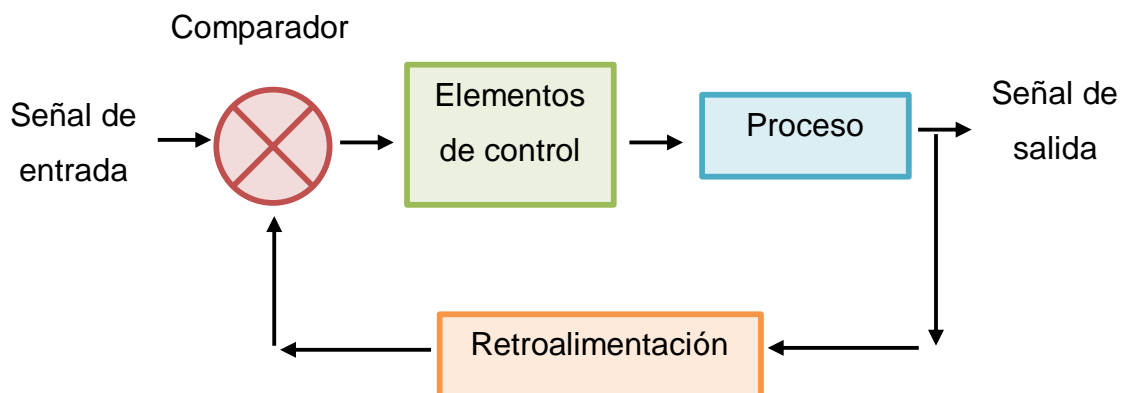 Comparador
Señal de
entrada
Elementos
de control
Proceso
Señal de
salida
Retroalimentación